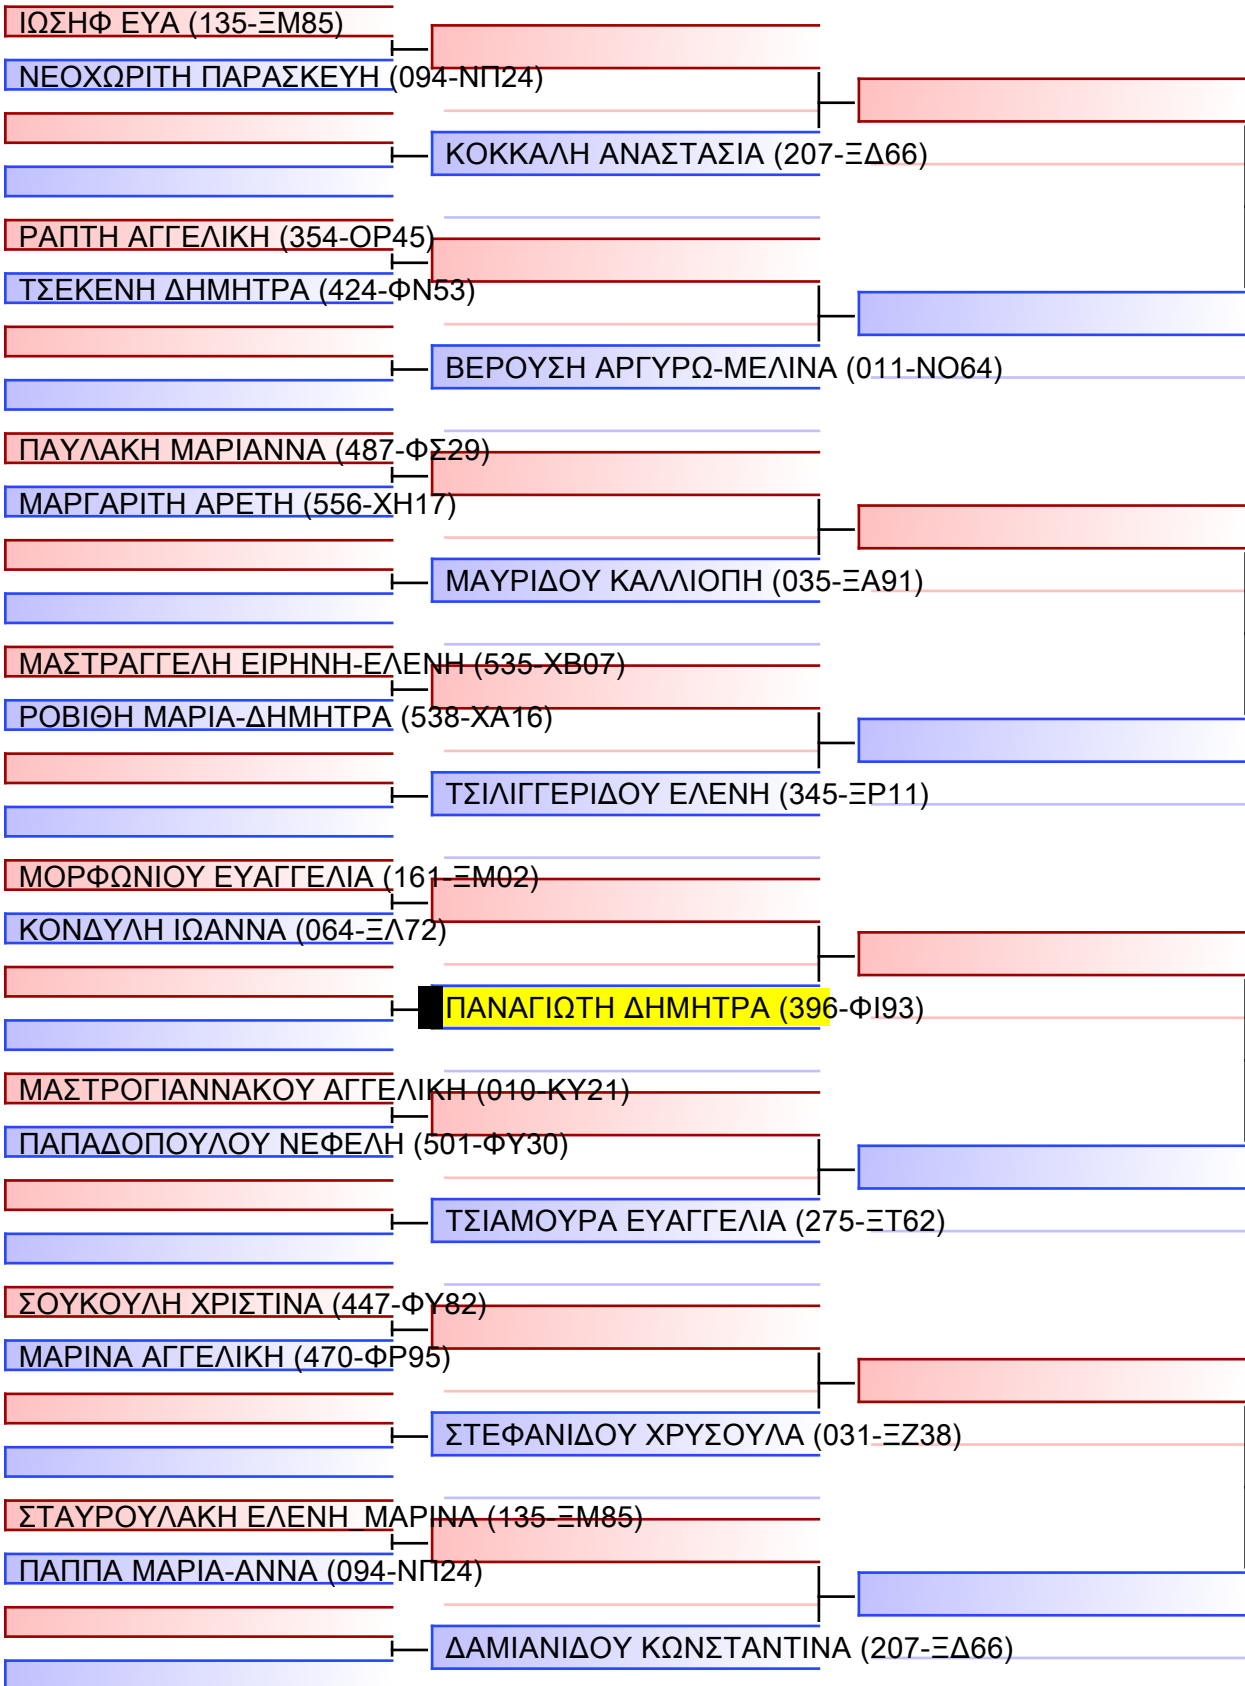 ΙΩΣΗΦ ΕΥΑ (135-ΞΜ85)
ΝΕΟΧΩΡΙΤΗ ΠΑΡΑΣΚΕΥΗ (094-ΝΠ24)
ΚΟΚΚΑΛΗ ΑΝΑΣΤΑΣΙΑ (207-ΞΔ66)
ΡΑΠΤΗ ΑΓΓΕΛΙΚΗ (354-ΟΡ45)
ΤΣΕΚΕΝΗ ΔΗΜΗΤΡΑ (424-ΦΝ53)
ΒΕΡΟΥΣΗ ΑΡΓΥΡΩ-ΜΕΛΙΝΑ (011-ΝΟ64)
ΠΑΥΛΑΚΗ ΜΑΡΙΑΝΝΑ (487-ΦΣ29)
ΜΑΡΓΑΡΙΤΗ ΑΡΕΤΗ (556-ΧΗ17)
ΜΑΥΡΙΔΟΥ ΚΑΛΛΙΟΠΗ (035-ΞΑ91)
ΜΑΣΤΡΑΓΓΕΛΗ ΕΙΡΗΝΗ-ΕΛΕΝΗ (535-ΧΒ07)
ΡΟΒΙΘΗ ΜΑΡΙΑ-ΔΗΜΗΤΡΑ (538-ΧΑ16)
ΤΣΙΛΙΓΓΕΡΙΔΟΥ ΕΛΕΝΗ (345-ΞΡ11)
ΜΟΡΦΩΝΙΟΥ ΕΥΑΓΓΕΛΙΑ (161-ΞΜ02)
ΚΟΝΔΥΛΗ ΙΩΑΝΝΑ (064-ΞΛ72)
ΠΑΝΑΓΙΩΤΗ ΔΗΜΗΤΡΑ (396-ΦΙ93)
ΜΑΣΤΡΟΓΙΑΝΝΑΚΟΥ ΑΓΓΕΛΙΚΗ (010-ΚΥ21)
ΠΑΠΑΔΟΠΟΥΛΟΥ ΝΕΦΕΛΗ (501-ΦΥ30)
ΤΣΙΑΜΟΥΡΑ ΕΥΑΓΓΕΛΙΑ (275-ΞΤ62)
ΣΟΥΚΟΥΛΗ ΧΡΙΣΤΙΝΑ (447-ΦΥ82)
ΜΑΡΙΝΑ ΑΓΓΕΛΙΚΗ (470-ΦΡ95)
ΣΤΕΦΑΝΙΔΟΥ ΧΡΥΣΟΥΛΑ (031-ΞΖ38)
ΣΤΑΥΡΟΥΛΑΚΗ ΕΛΕΝΗ_ΜΑΡΙΝΑ (135-ΞΜ85)
ΠΑΠΠΑ ΜΑΡΙΑ-ΑΝΝΑ (094-ΝΠ24)
ΔΑΜΙΑΝΙΔΟΥ ΚΩΝΣΤΑΝΤΙΝΑ (207-ΞΔ66)